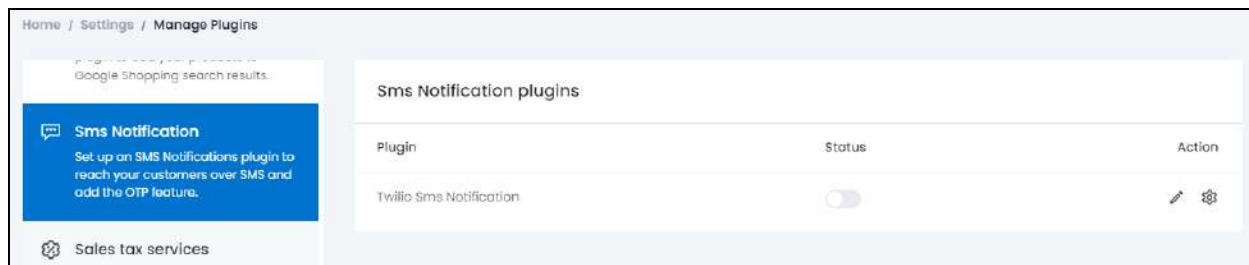 Home / Settings / Manage Plugins
Google Shopping search results.
Sms Notification
Set up an SMS Notifications plugin to
reach your customers over SMS and
add the OTP feature.
Sales tax services
Sms Notification plugins
Plugin Status Action
Twilio Sms Notification